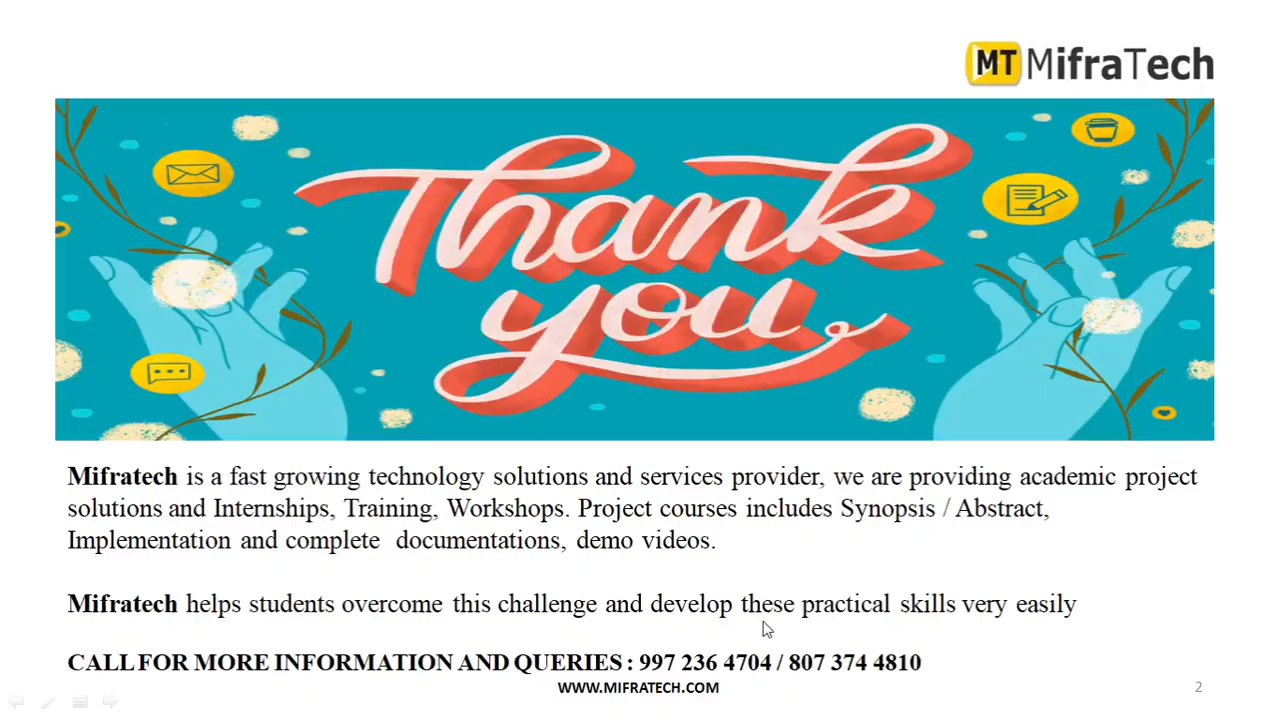 MT MifraTech
Thank
you
Mifratech is a fast growing technology solutions and services provider, we are providing academic project
solutions and Internships, Training, Workshops. Project courses includes Synopsis / Abstract,
Implementation and complete documentations, demo videos.
Mifratech helps students overcome this challenge and develop these practical skills very easily
CALL FOR MORE INFORMATION AND QUERIES : 997 236 4704 / 807 374 4810
WWW.MIFRATECH.COM
2